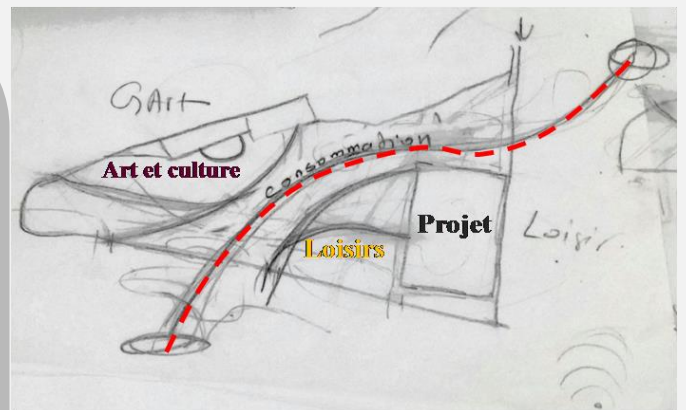 GArt
consommation
Art et culture
Projet
Loisir
Loisirs